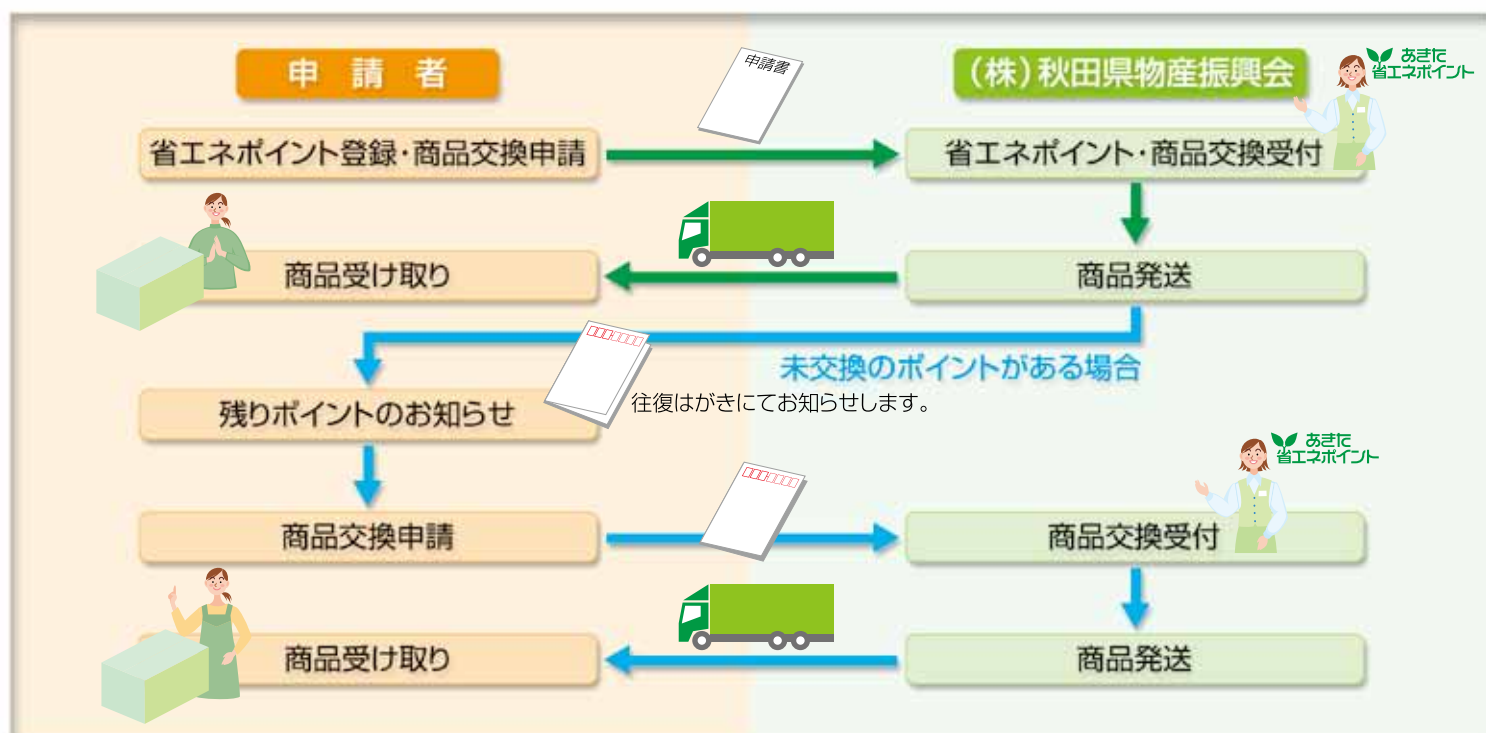 申請者
申請書
(株)秋田県物産振興会
あきた
省エネポイント
省エネポイント登録・商品交換申請
省エネポイント・商品交換受付
商品受け取り
商品発送
未交換のポイントがある場合
往復はがきにてお知らせします。
残りポイントのお知らせ
あきた
省エネポイント
商品交換申請
商品交換受付
商品受け取り
商品発送